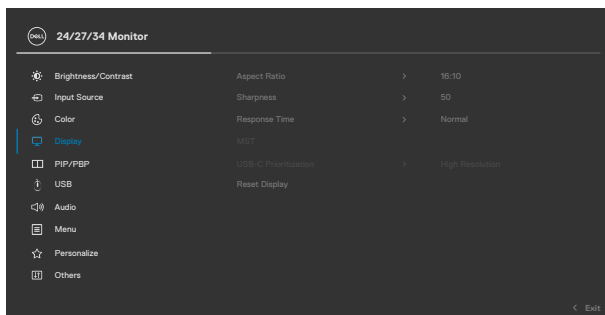 DELL 24/27/34 Monitor
Brightness/Contrast Aspect Ratio > 16:10
Input Source Sharpness > 50
Color Response Time > Normal
Display MST
PIP/PBP USB-C Prioritization > High Resolution
USB Reset Display
Audio
Menu
Personalize
Others
< Exit